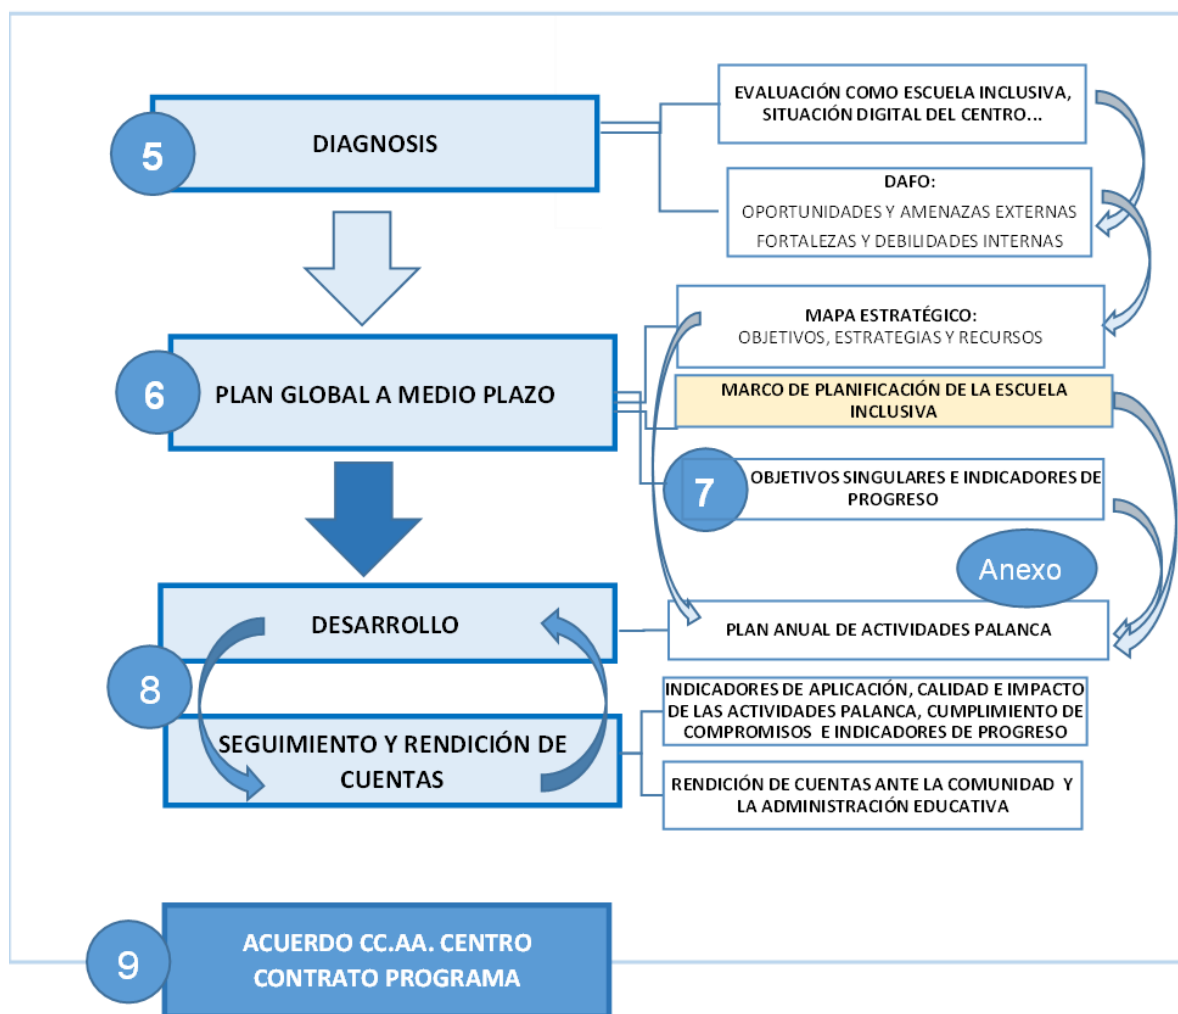 5
DIAGNOSIS
EVALUACIÓN COMO ESCUELA INCLUSIVA,
SITUACIÓN DIGITAL DEL CENTRO...
DAFO:
OPORTUNIDADES Y AMENAZAS EXTERNAS
FORTALEZAS Y DEBILIDADES INTERNAS
6
PLAN GLOBAL A MEDIO PLAZO
MAPA ESTRATÉGICO:
OBJETIVOS, ESTRATEGIAS Y RECURSOS
MARCO DE PLANIFICACIÓN DE LA ESCUELA
INCLUSIVA
7
OBJETIVOS SINGULARES E INDICADORES DE
PROGRESO
Anexo
8
DESARROLLO
PLAN ANUAL DE ACTIVIDADES PALANCA
SEGUIMIENTO Y RENDICIÓN DE
CUENTAS
INDICADORES DE APLICACIÓN, CALIDAD E IMPACTO
DE LAS ACTIVIDADES PALANCA, CUMPLIMIENTO DE
COMPROMISOS E INDICADORES DE PROGRESO
RENDICIÓN DE CUENTAS ANTE LA COMUNIDAD Y
LA ADMINISTRACIÓN EDUCATIVA
9
ACUERDO CC.AA. CENTRO
CONTRATO PROGRAMA